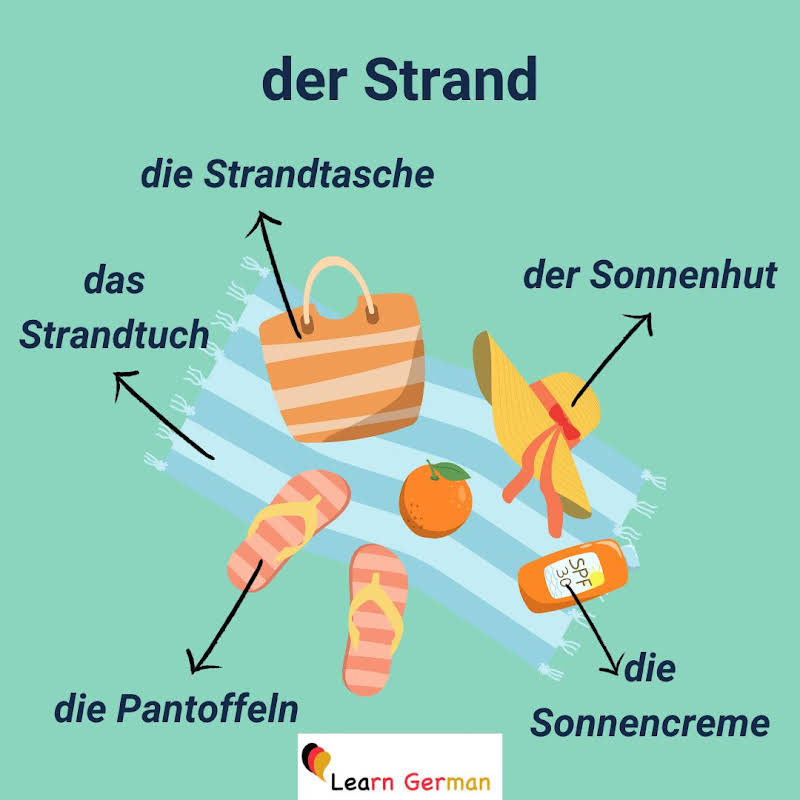 der Strand
die Strandtasche
das
Strandtuch
der Sonnenhut
SPF
30
die Pantoffeln
die
Sonnencreme
Learn German